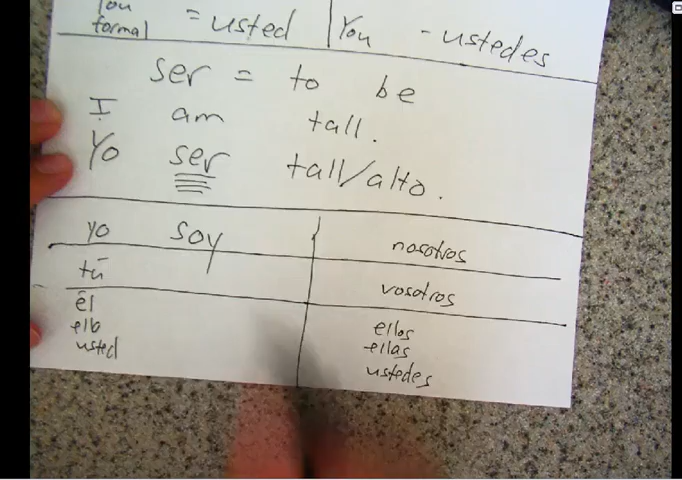 You = usted | You - ustedes
formal
ser = to be
I am tall.
Yo ser tall/alto.
yo soy nosotros
tú vosotros
él ellos
ella ellas
usted ustedes